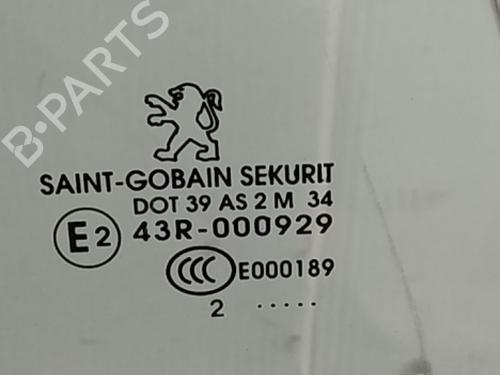 B-PARTS
SAINT-GOBAIN SEKURIT
DOT 39 AS 2 M 34
E2 43R-000929
CCC E000189
2 .....